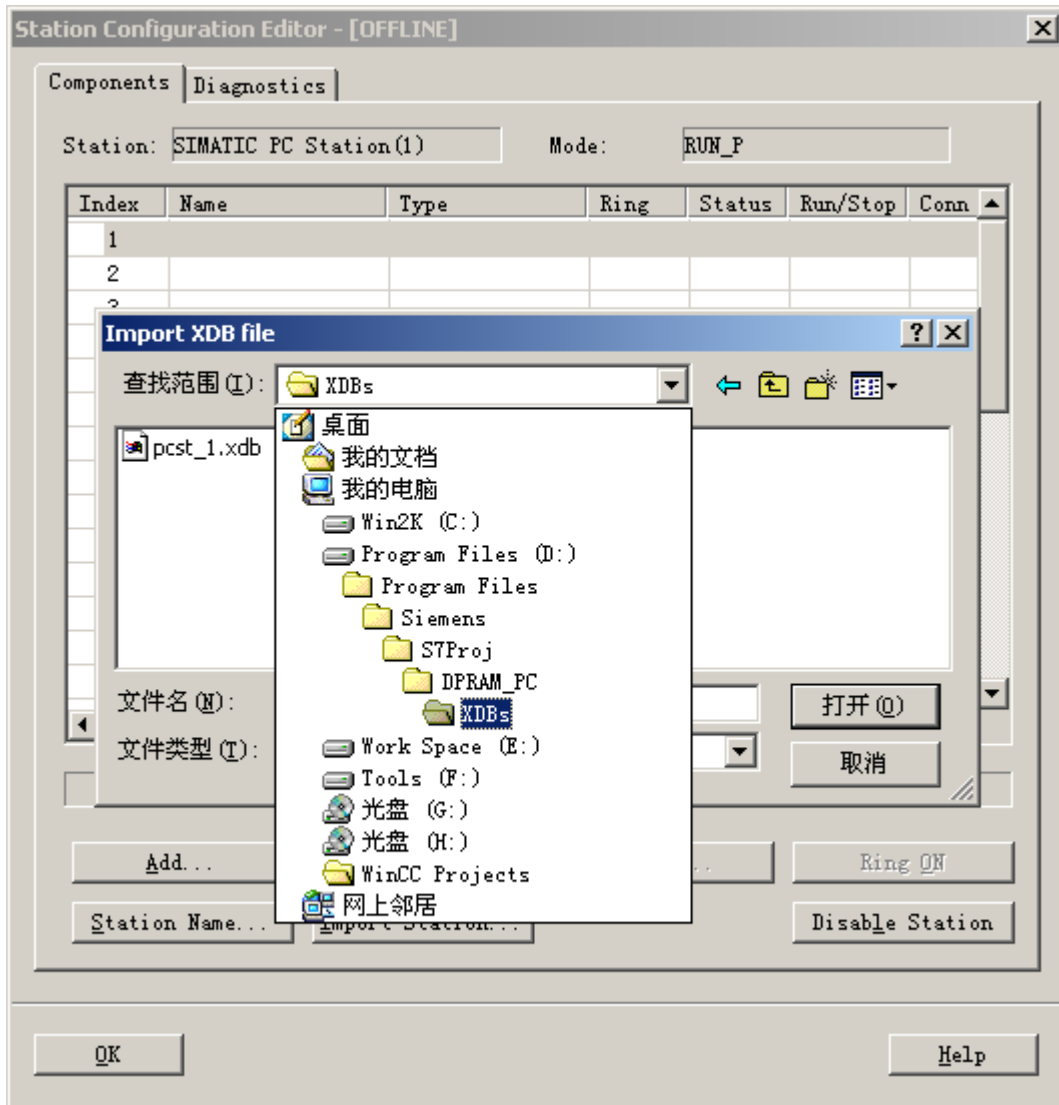 Station Configuration Editor - [OFFLINE]
Components Diagnostics
Station: SIMATIC PC Station(1) Mode: RUN_P
Index Name Type Ring Status Run/Stop Conn
1
2
Import XDB file
查找范围(I): XDBs
pcst_1.xdb
桌面
我的文档
我的电脑
Win2K (C:)
Program Files (D:)
Program Files
Siemens
S7Proj
DPRAM_PC
XDBs
Work Space (E:)
Tools (F:)
光盘 (G:)
光盘 (H:)
WinCC Projects
网上邻居
文件名(N): 打开(O)
文件类型(T): 取消
Add... Ring ON
Station Name... Import Station... Disable Station
OK Help